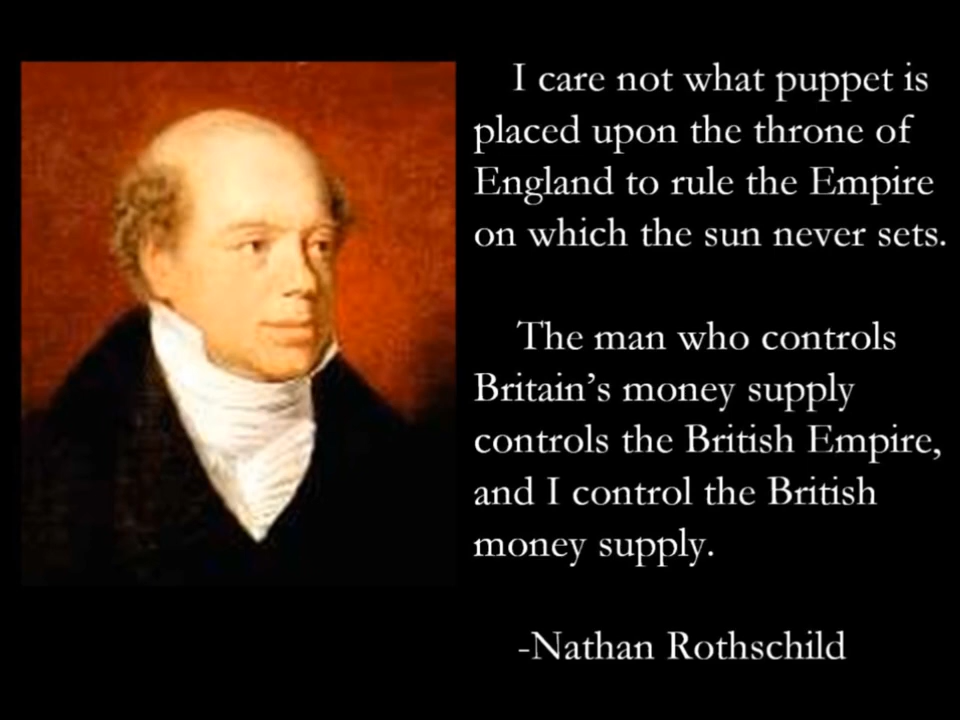 I care not what puppet is
placed upon the throne of
England to rule the Empire
on which the sun never sets.
The man who controls
Britain’s money supply
controls the British Empire,
and I control the British
money supply.
-Nathan Rothschild